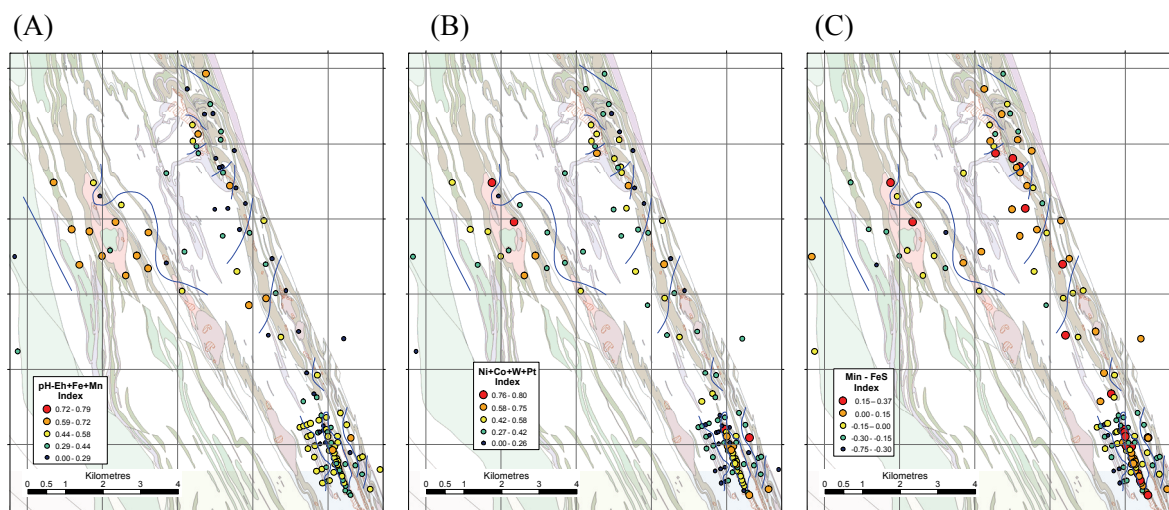 (A)
(B)
(C)
pH-Eh+Fe+Mn
Index
0.72 - 0.79
0.59 - 0.72
0.44 - 0.58
0.29 - 0.44
0.00 - 0.29
Kilometres
0 0.5 1 2 3 4
Ni+Co+W+Pt
Index
0.76 - 0.80
0.58 - 0.75
0.42 - 0.58
0.27 - 0.42
0.00 - 0.26
Kilometres
0 0.5 1 2 3 4
Min - FeS
Index
0.15 – 0.37
0.00 - 0.15
-0.15 – 0.00
-0.30 - -0.15
-0.75 - -0.30
Kilometres
0 0.5 1 2 3 4